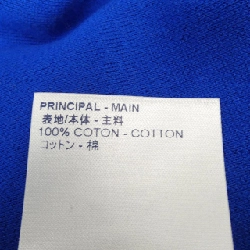 PRINCIPAL - MAIN
表地/本体 - 主料
100% COTON - COTTON
コットン - 棉